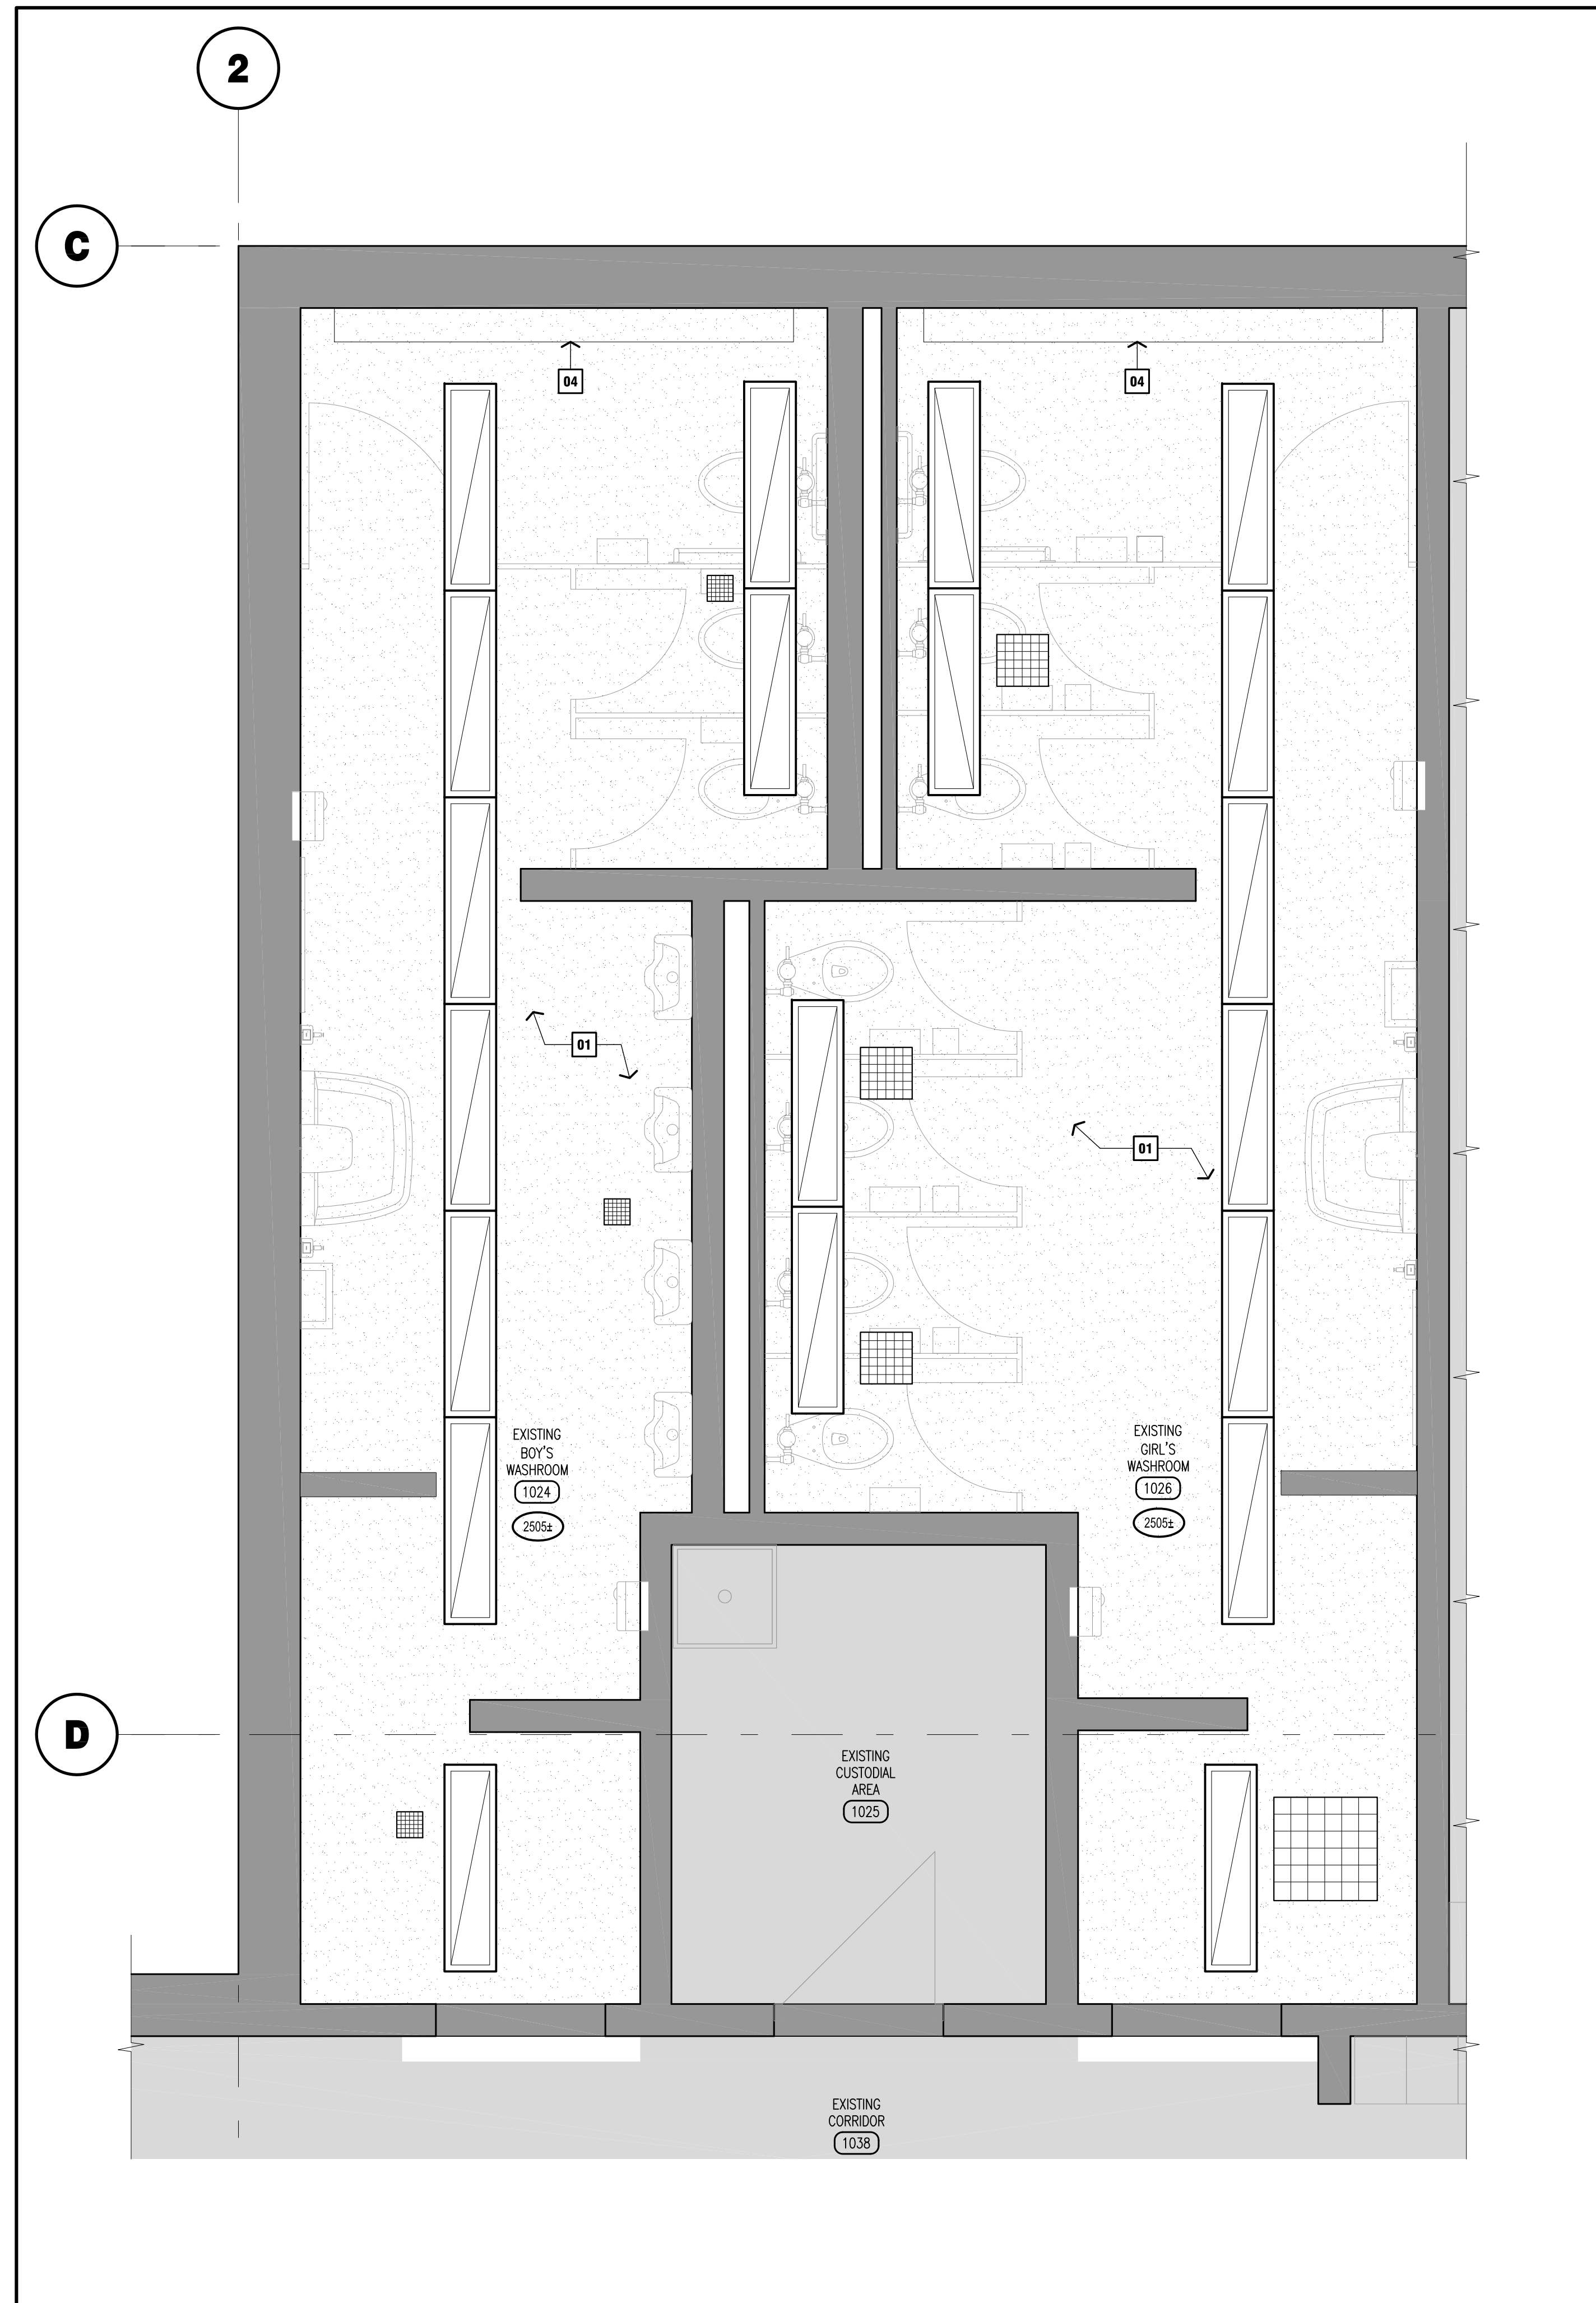 2
C
04
04
01
01
EXISTING
BOY'S
WASHROOM
1024
2505±
EXISTING
GIRL'S
WASHROOM
1026
2505±
D
EXISTING
CUSTODIAL
AREA
1025
EXISTING
CORRIDOR
1038